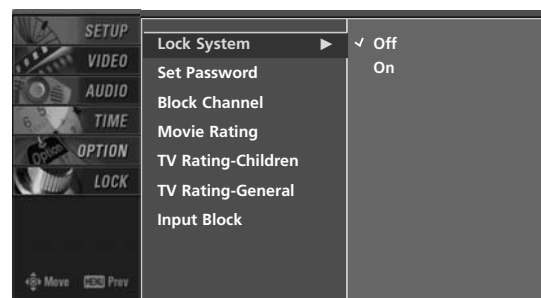 SETUP
VIDEO
AUDIO
TIME
OPTION
LOCK
Move MENU Prev
Lock System
Set Password
Block Channel
Movie Rating
TV Rating-Children
TV Rating-General
Input Block
Off
On